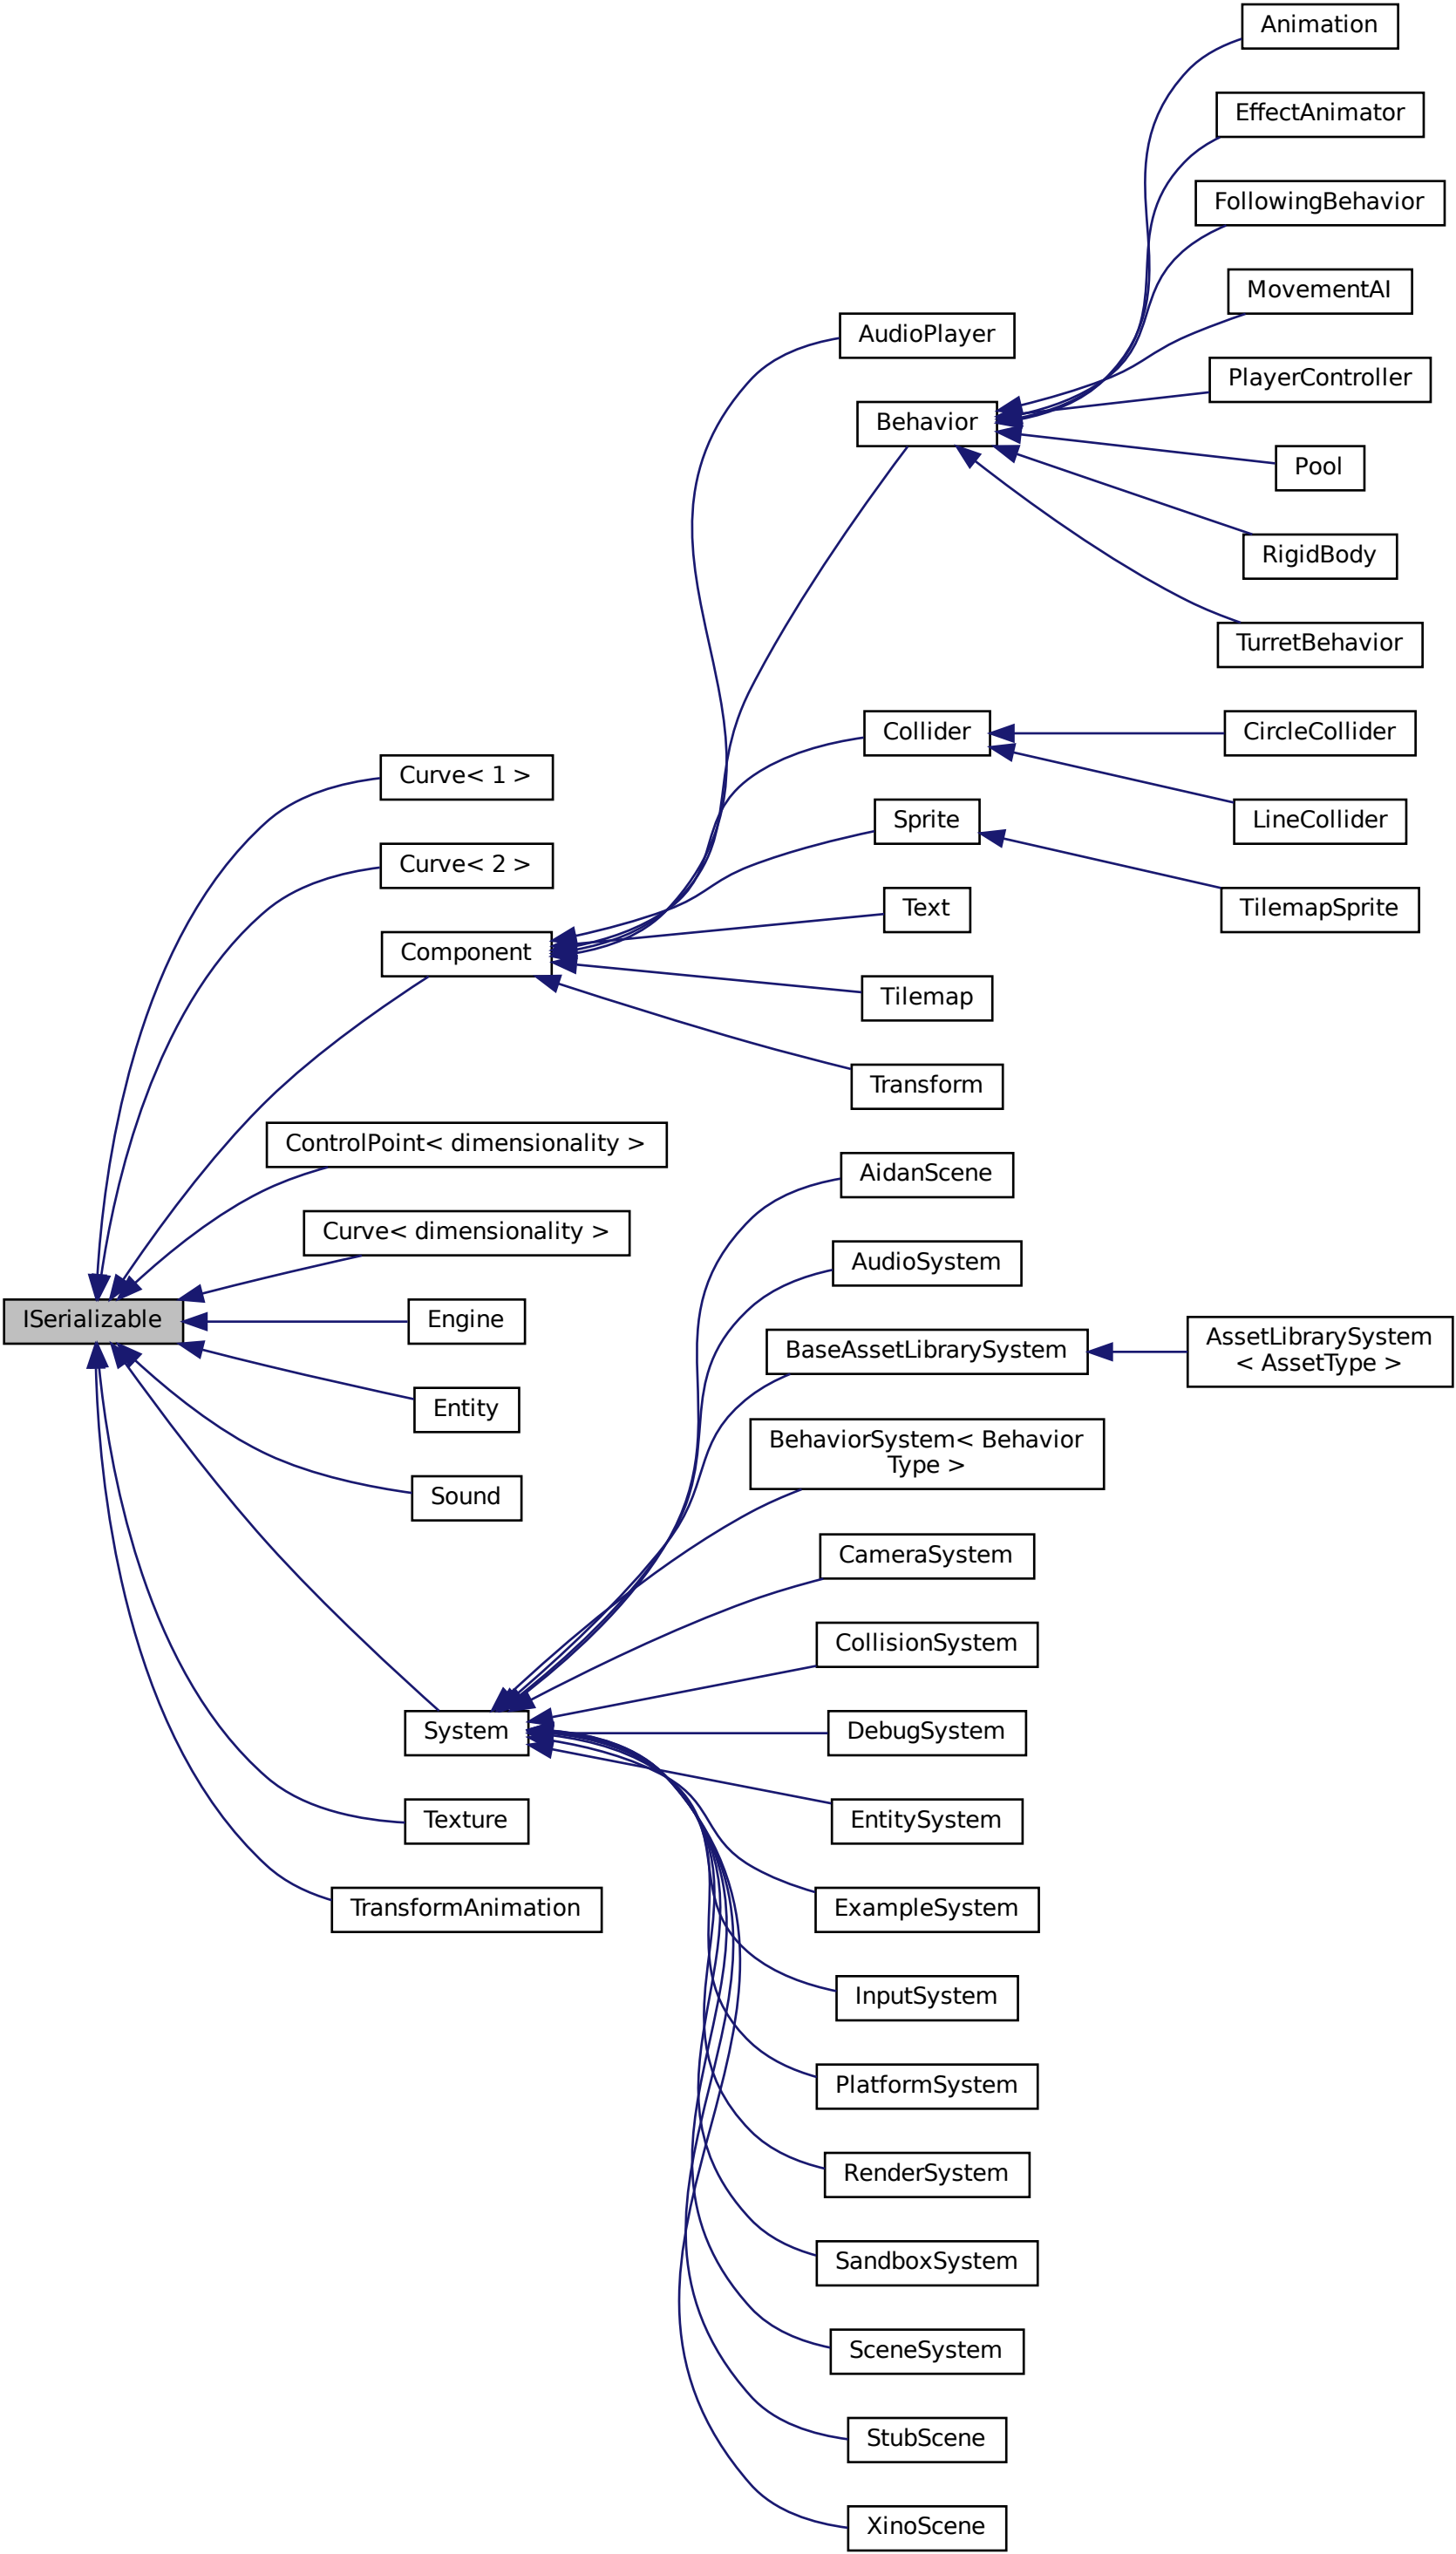 Animation
EffectAnimator
FollowingBehavior
MovementAI
AudioPlayer
PlayerController
Behavior
Pool
RigidBody
TurretBehavior
Collider
CircleCollider
Curve< 1 >
Sprite
LineCollider
Curve< 2 >
Text
TilemapSprite
Component
Tilemap
Transform
ControlPoint< dimensionality >
AidanScene
Curve< dimensionality >
AudioSystem
ISerializable
Engine
BaseAssetLibrarySystem
AssetLibrarySystem
< AssetType >
Entity
BehaviorSystem< Behavior
Type >
Sound
CameraSystem
CollisionSystem
System
DebugSystem
Texture
EntitySystem
TransformAnimation
ExampleSystem
InputSystem
PlatformSystem
RenderSystem
SandboxSystem
SceneSystem
StubScene
XinoScene